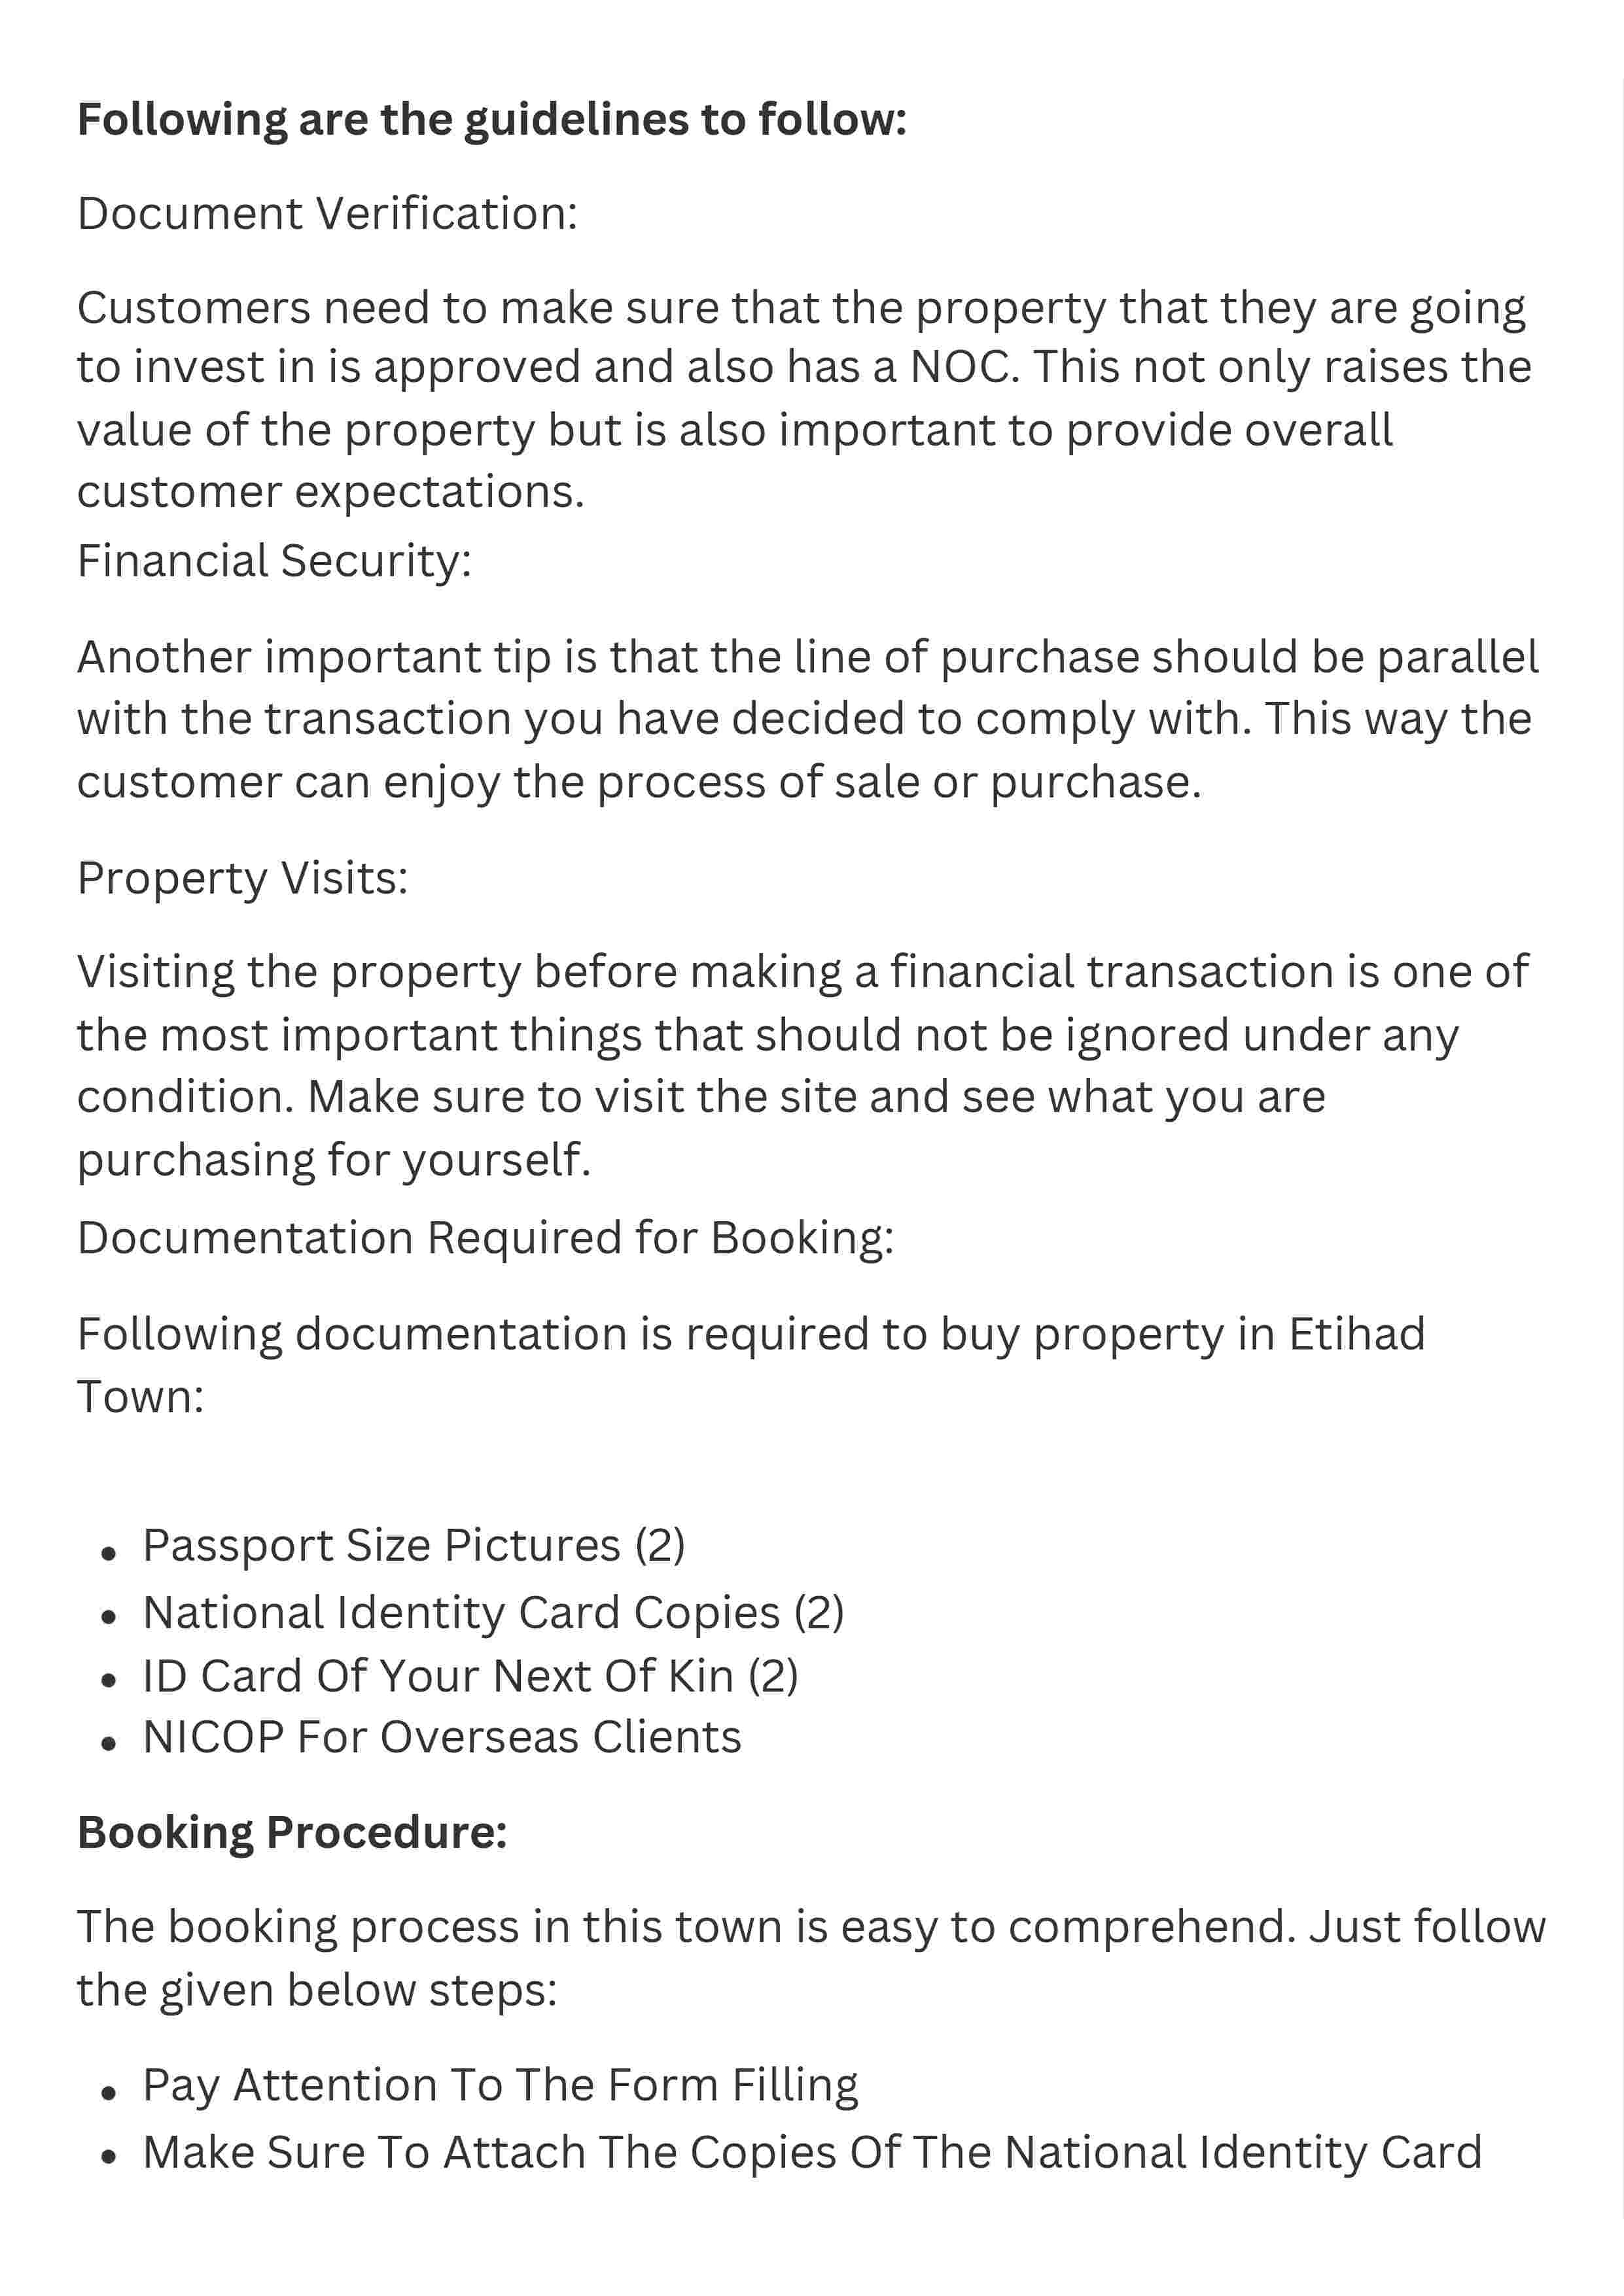 Following are the guidelines to follow:
Document Verification:
Customers need to make sure that the property that they are going
to invest in is approved and also has a NOC. This not only raises the
value of the property but is also important to provide overall
customer expectations.
Financial Security:
Another important tip is that the line of purchase should be parallel
with the transaction you have decided to comply with. This way the
customer can enjoy the process of sale or purchase.
Property Visits:
Visiting the property before making a financial transaction is one of
the most important things that should not be ignored under any
condition. Make sure to visit the site and see what you are
purchasing for yourself.
Documentation Required for Booking:
Following documentation is required to buy property in Etihad
Town:
• Passport Size Pictures (2)
• National Identity Card Copies (2)
• ID Card Of Your Next Of Kin (2)
• NICOP For Overseas Clients
Booking Procedure:
The booking process in this town is easy to comprehend. Just follow
the given below steps:
• Pay Attention To The Form Filling
• Make Sure To Attach The Copies Of The National Identity Card